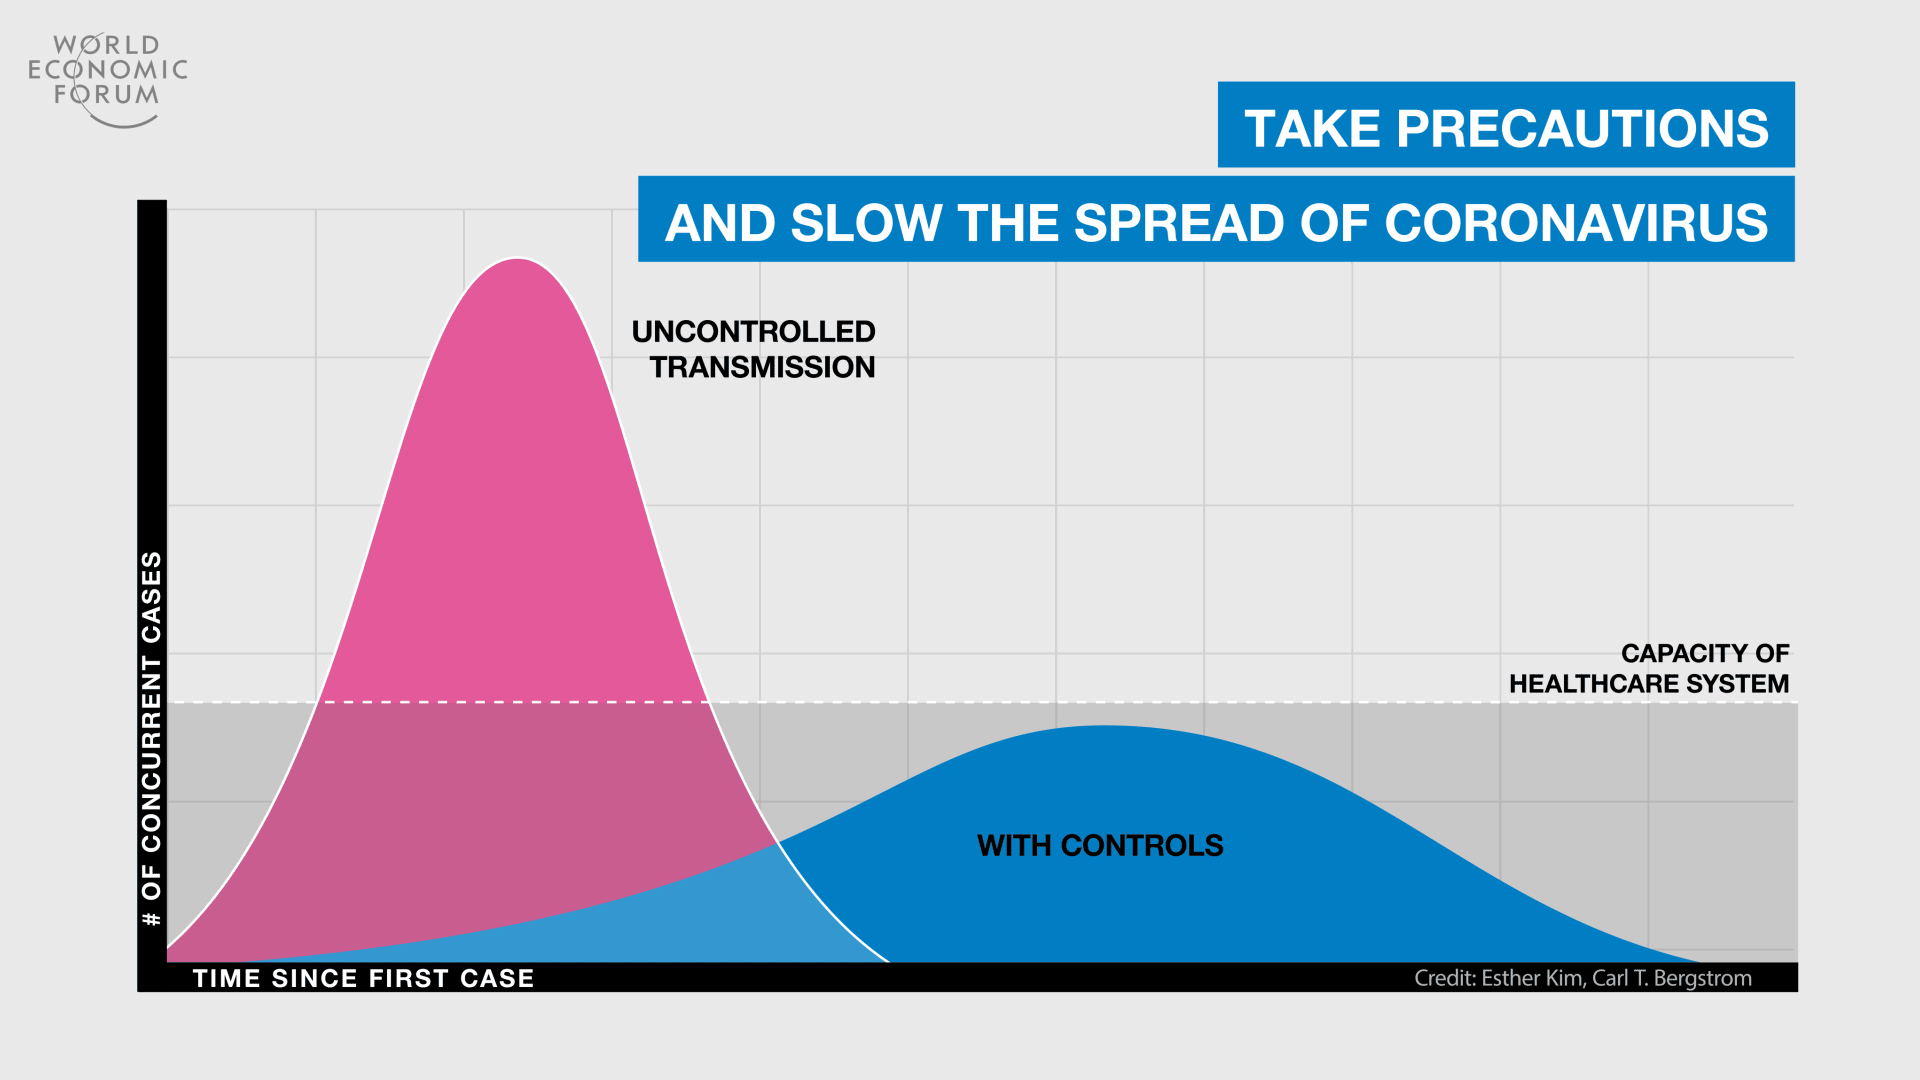 WORLD
ECONOMIC
FORUM
TAKE PRECAUTIONS
AND SLOW THE SPREAD OF CORONAVIRUS
UNCONTROLLED
TRANSMISSION
CAPACITY OF
HEALTHCARE SYSTEM
WITH CONTROLS
# OF CONCURRENT CASES
TIME SINCE FIRST CASE
Credit: Esther Kim, Carl T. Bergstrom